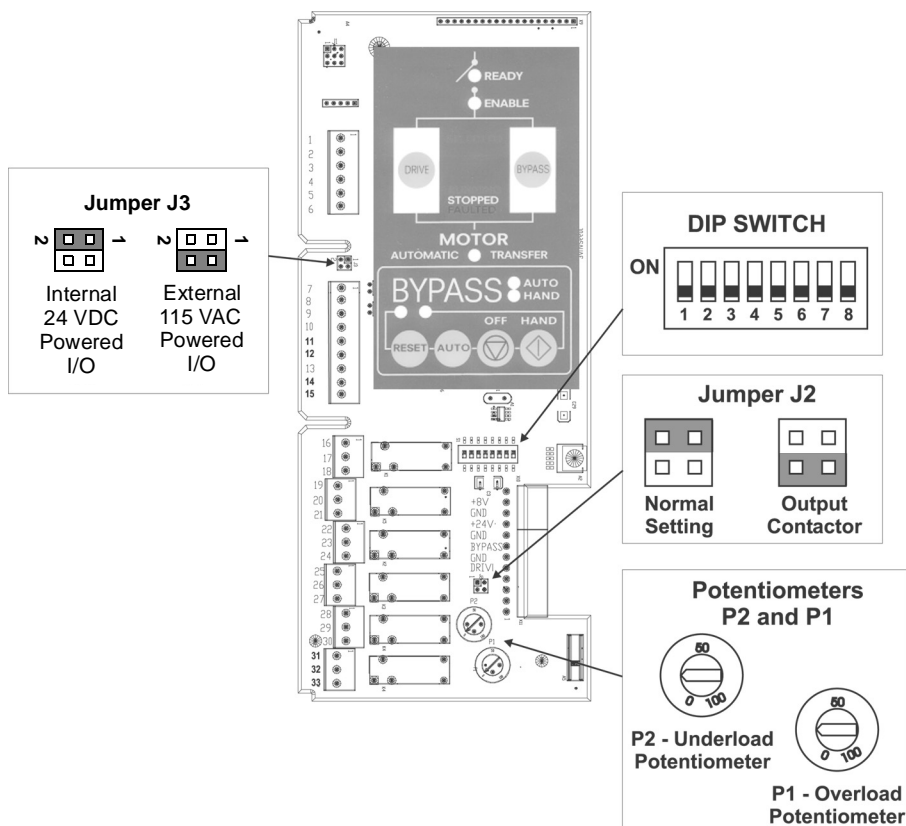 READY
ENABLE
DRIVE
BYPASS
STOPPED
FAULTED
MOTOR
AUTOMATIC TRANSFER
BYPASS
AUTO
HAND
OFF HAND
RESET
AUTO
1
2
3
4
5
6
7
8
9
10
11
12
13
14
15
16
17
18
19
20
21
22
23
24
25
26
27
28
29
30
31
32
33
+8V
GND
+24V
GND
BYPASS
GND
DRIVI
P2
P1
Jumper J3
2 1
2 1
Internal
24 VDC
Powered
I/O
External
115 VAC
Powered
I/O
DIP SWITCH
ON
1 2 3 4 5 6 7 8
Jumper J2
Normal
Setting
Output
Contactor
Potentiometers
P2 and P1
50
0 100
P2 - Underload
Potentiometer
50
0 100
P1 - Overload
Potentiometer